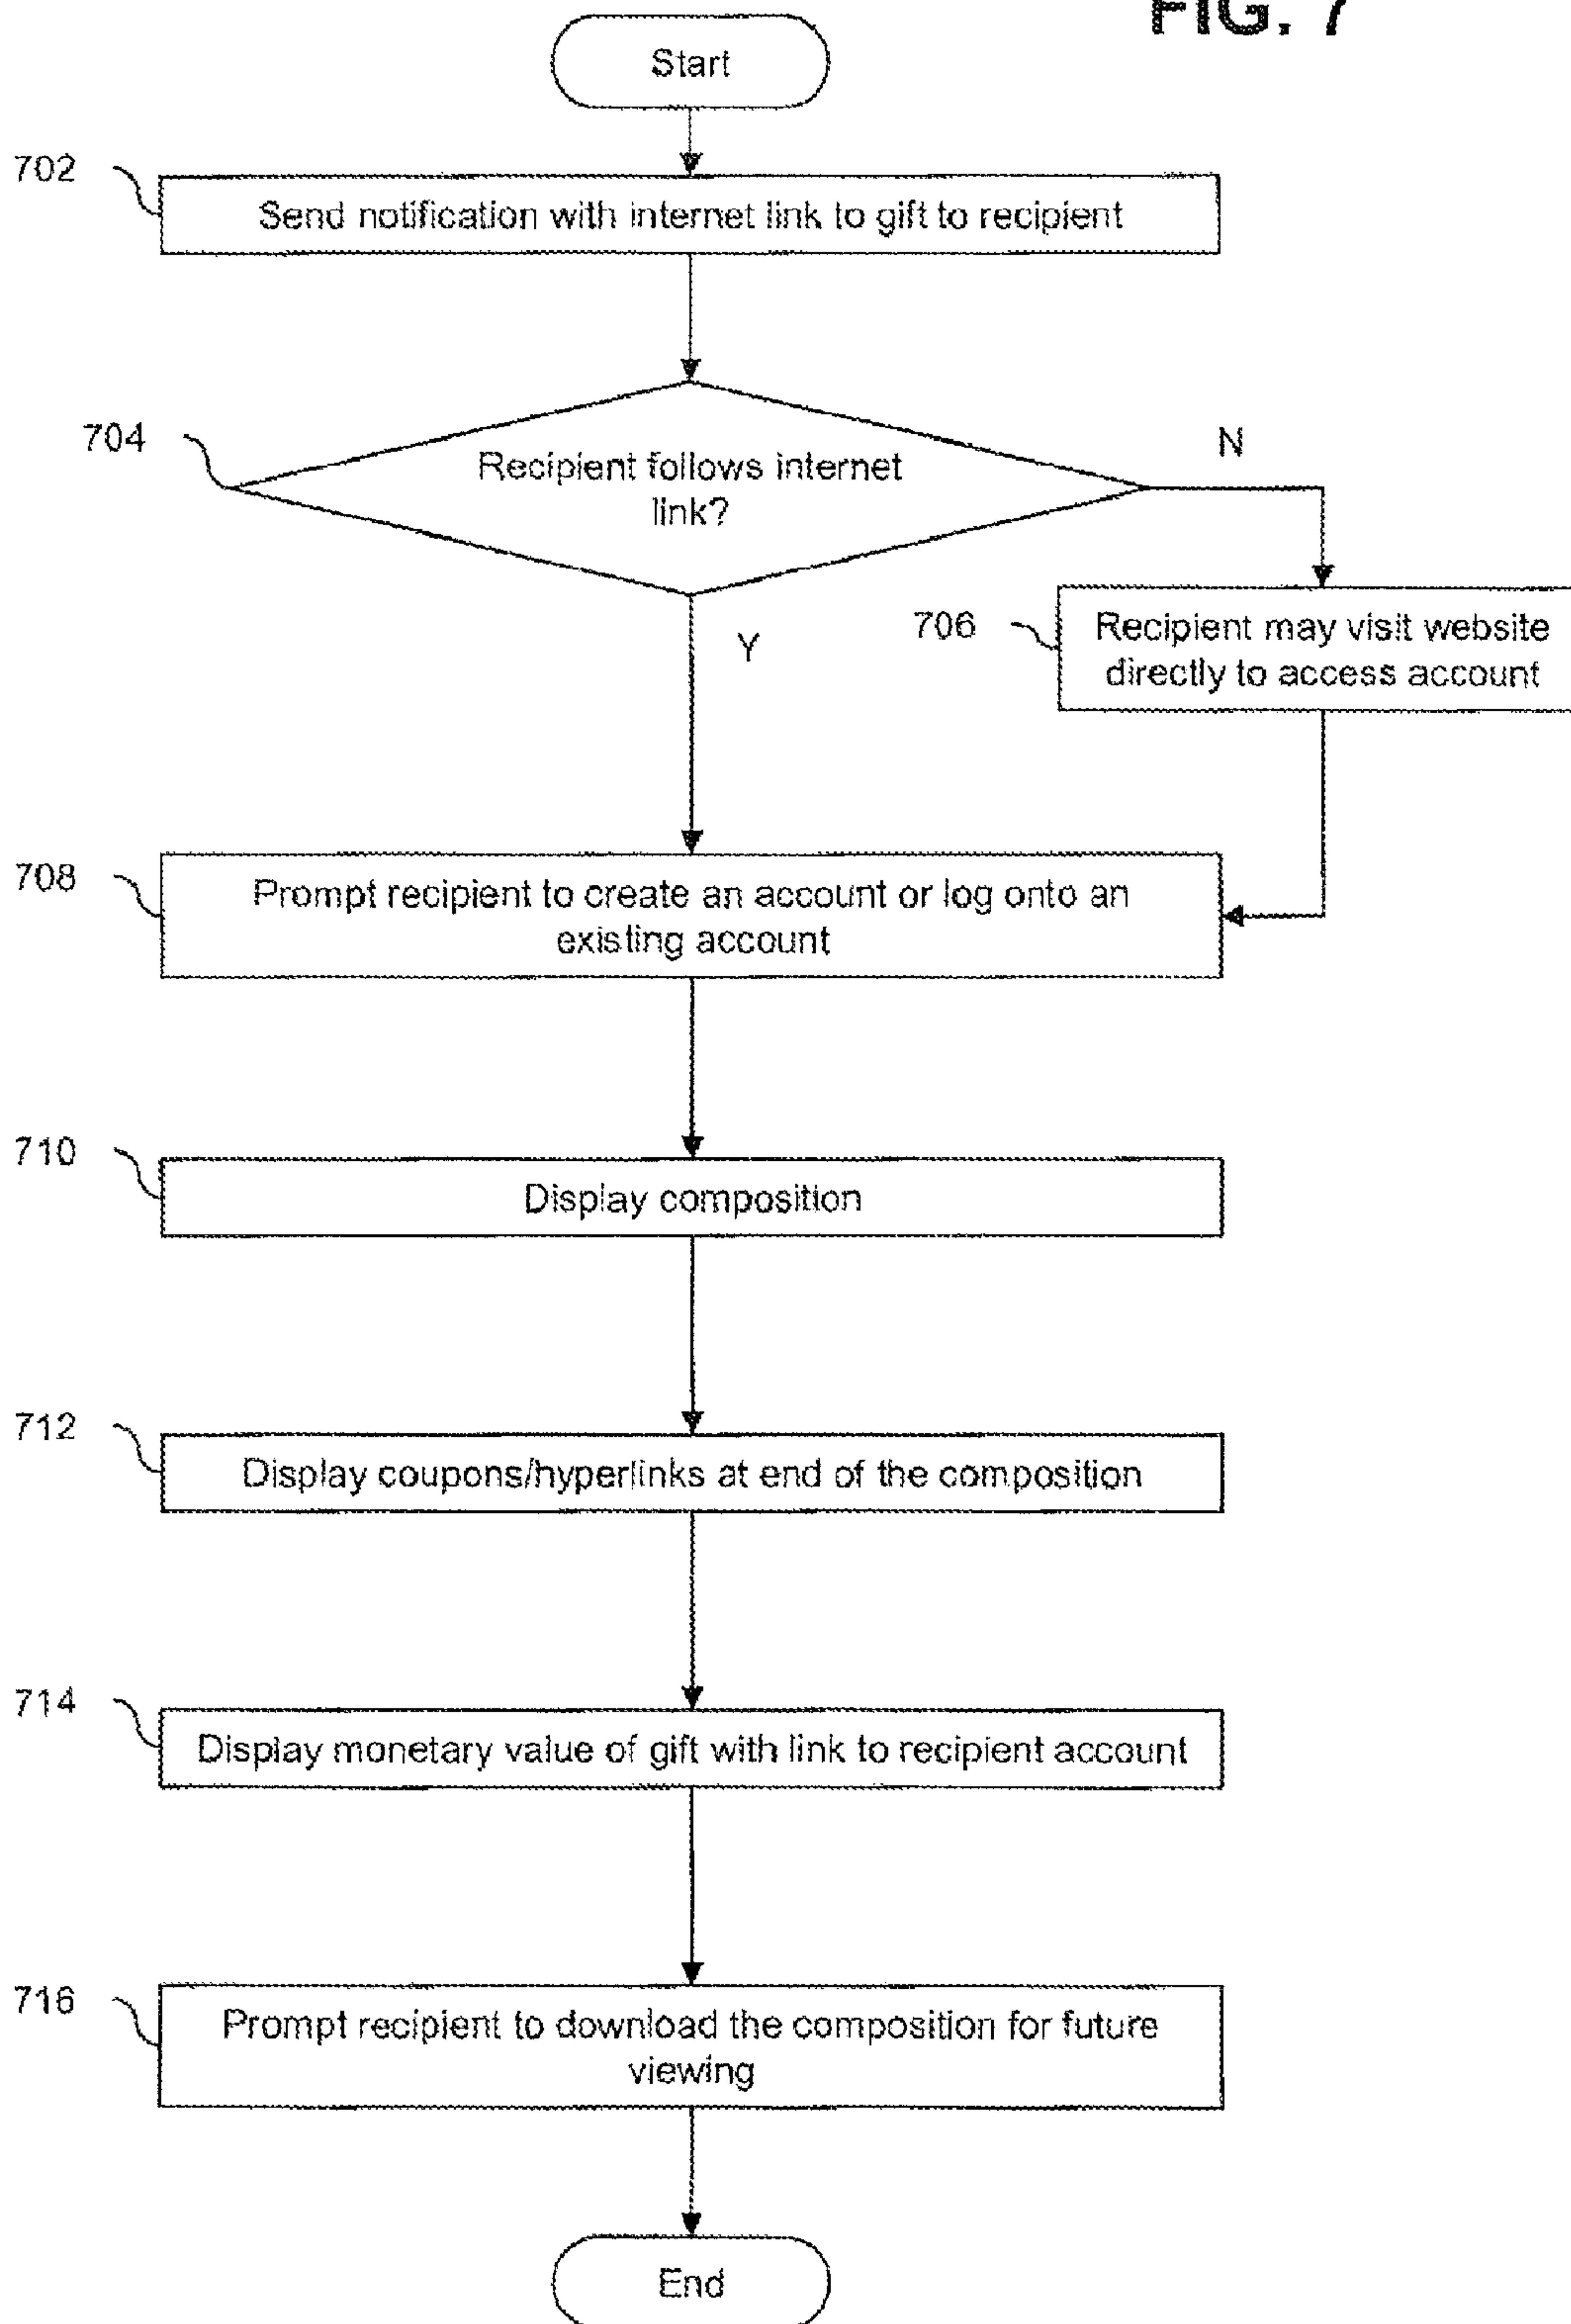 FIG. 7
Start
702
Send notification with internet link to gift to recipient
704
Recipient follows internet
link?
N
Y
706
Recipient may visit website
directly to access account
708
Prompt recipient to create an account or log onto an
existing account
710
Display composition
712
Display coupons/hyperlinks at end of the composition
714
Display monetary value of gift with link to recipient account
716
Prompt recipient to download the composition for future
viewing
End